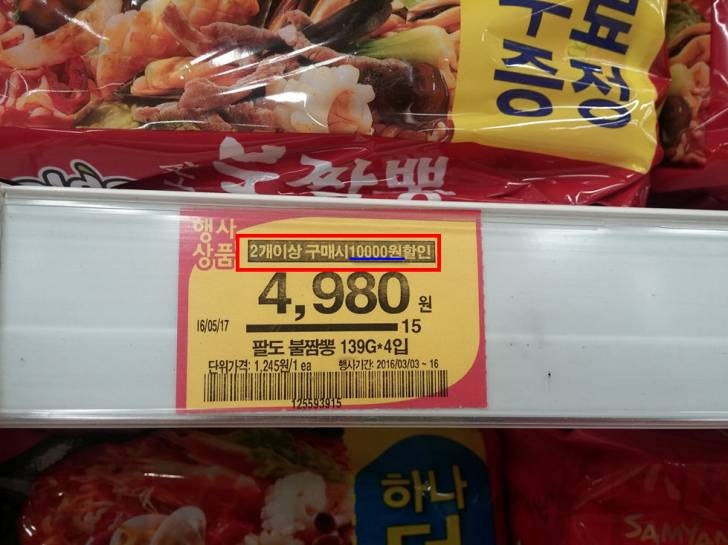 불짬뽕
행사
상품
2개이상 구매시10000원할인
4,980 원
16/05/17
15
팔도 불짬뽕 139G*4입
단위가격: 1,245원/1 ea 행사기간: 2016/03/03 ~ 16
125593915
하나
SAMYA